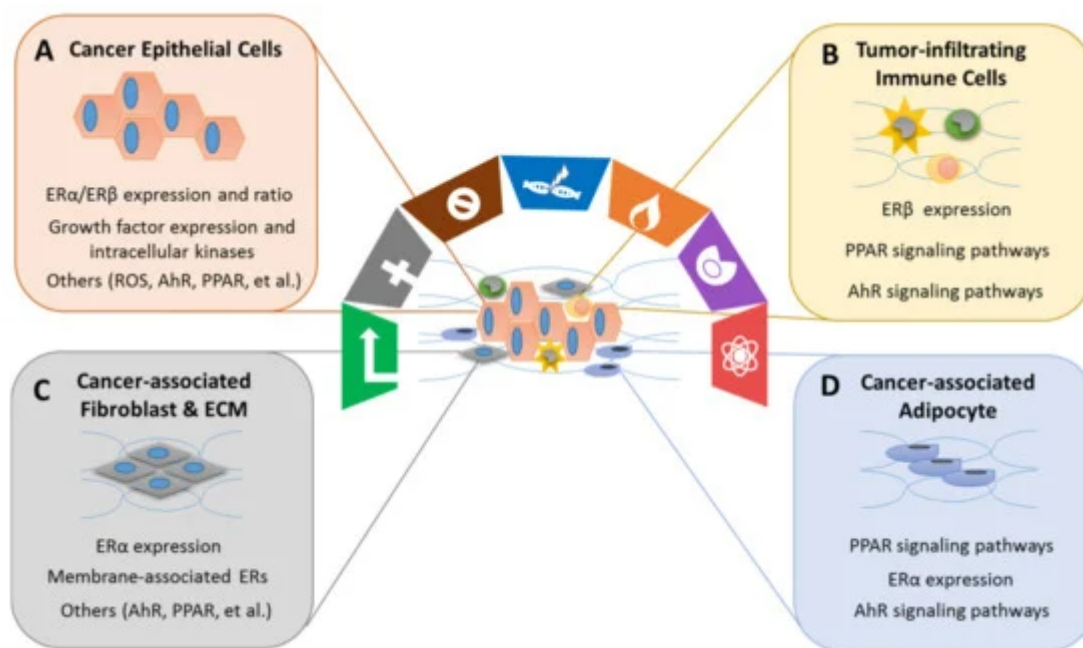 A Cancer Epithelial Cells
ERα/ERβ expression and ratio
Growth factor expression and
intracellular kinases
Others (ROS, AhR, PPAR, et al.)
B Tumor-infiltrating
Immune Cells
ERβ expression
PPAR signaling pathways
AhR signaling pathways
C Cancer-associated
Fibroblast & ECM
ERα expression
Membrane-associated ERs
Others (AhR, PPAR, et al.)
D Cancer-associated
Adipocyte
PPAR signaling pathways
ERα expression
AhR signaling pathways